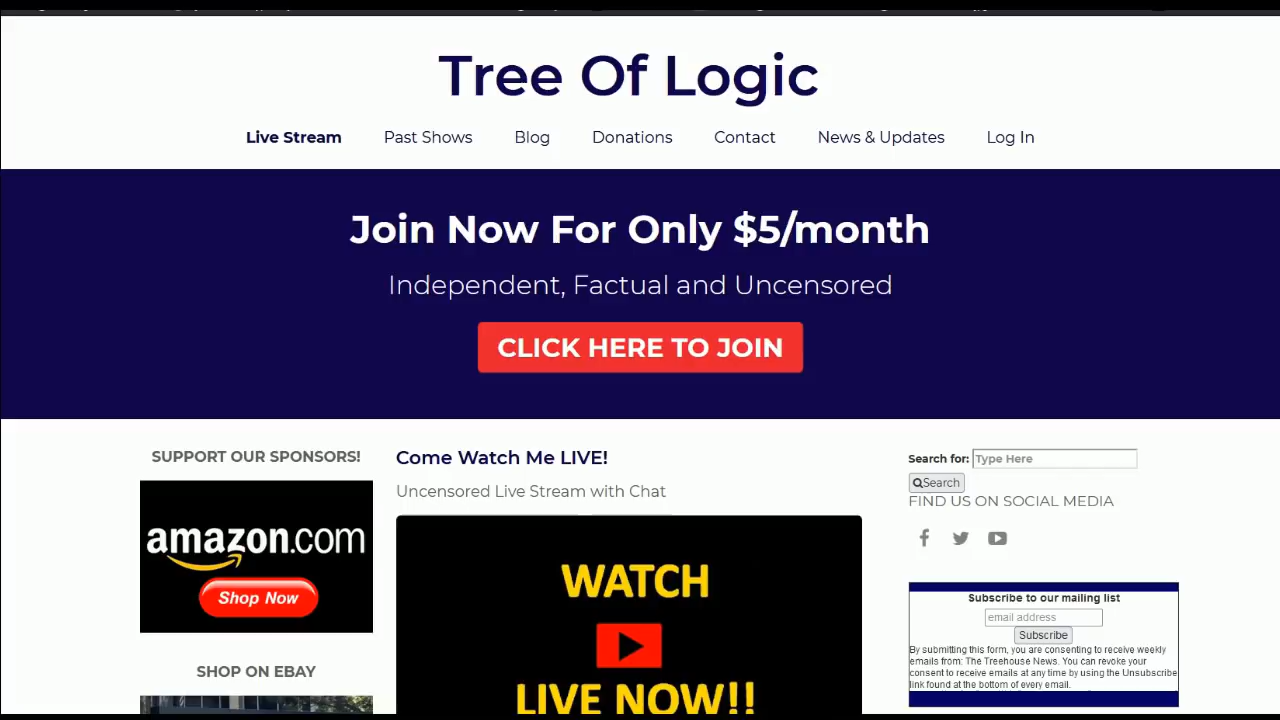 Tree Of Logic
Live Stream Past Shows Blog Donations Contact News & Updates Log In
Join Now For Only $5/month
Independent, Factual and Uncensored
CLICK HERE TO JOIN
SUPPORT OUR SPONSORS!
amazon.com
Shop Now
SHOP ON EBAY
Come Watch Me LIVE!
Uncensored Live Stream with Chat
WATCH
LIVE NOW!!
Search for: Type Here
Search
FIND US ON SOCIAL MEDIA
Subscribe to our mailing list
email address
Subscribe
By submitting this form, you are consenting to receive weekly
emails from: The Treehouse News. You can revoke your
consent to receive emails at any time by using the Unsubscribe
link found at the bottom of every email.